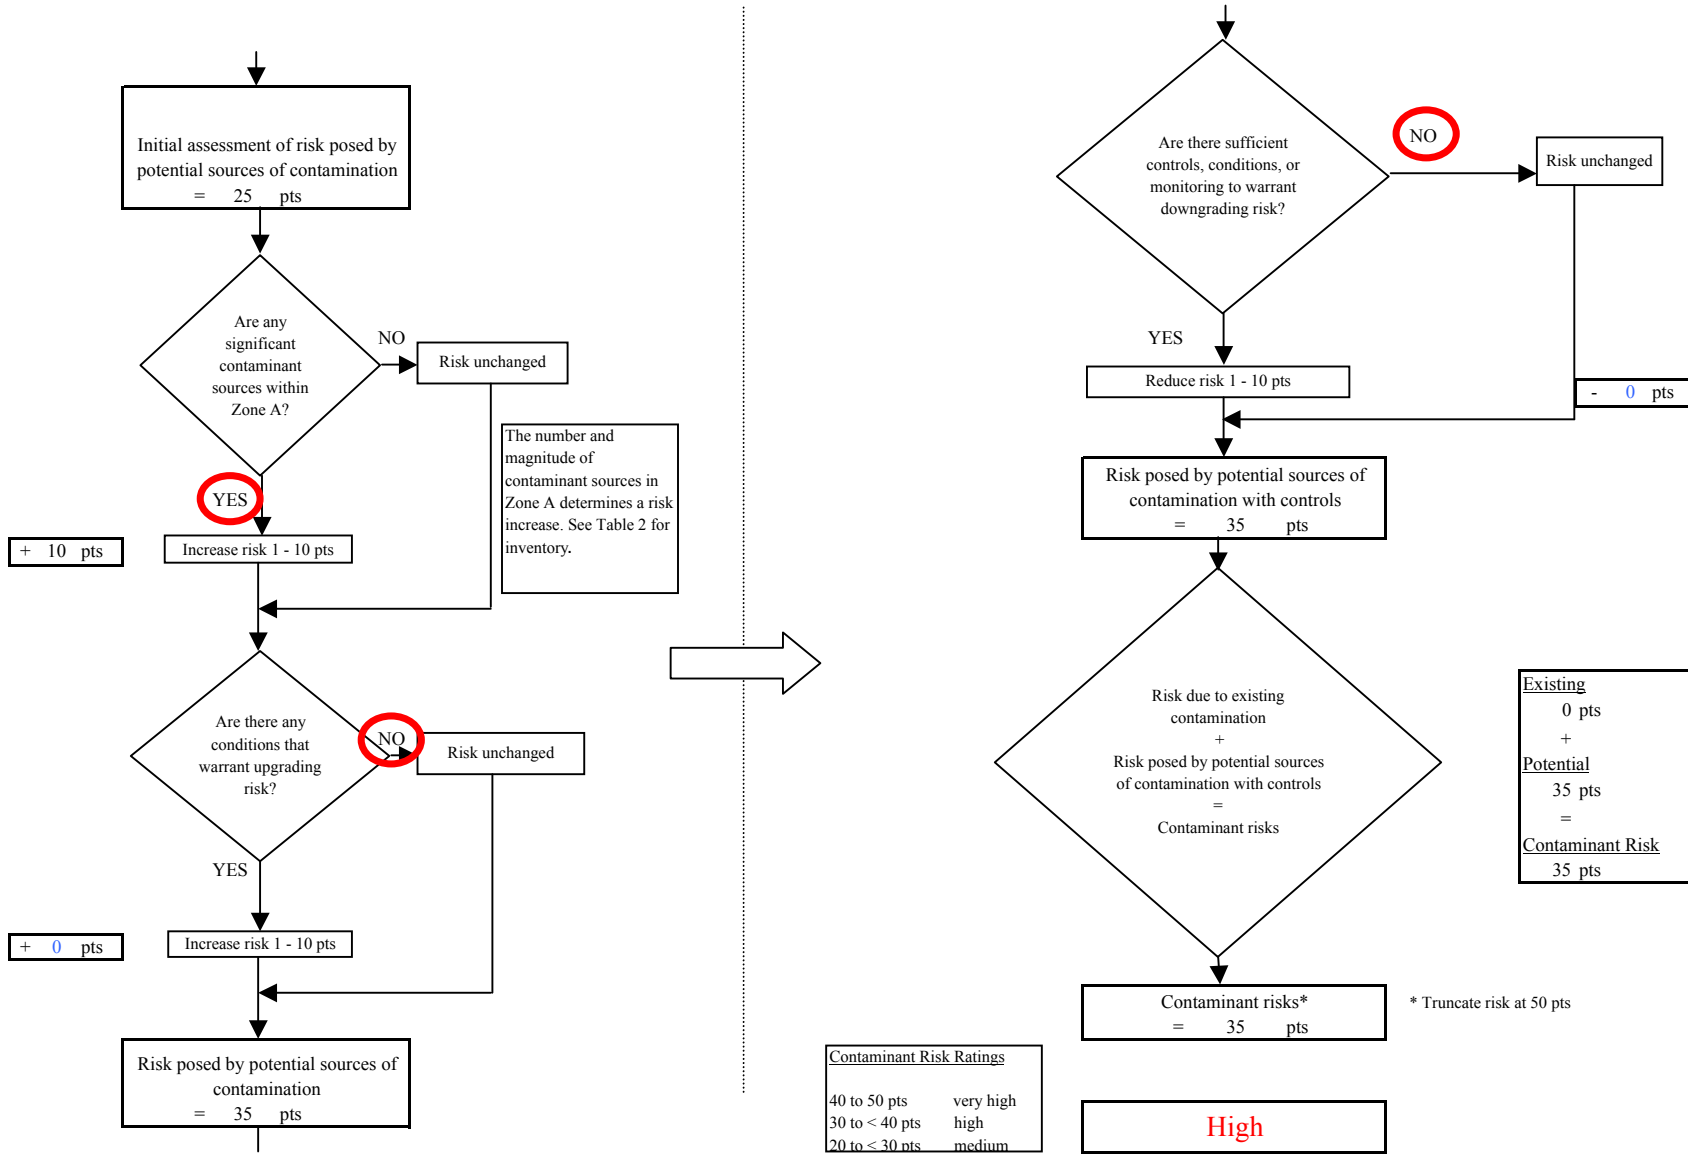 Initial assessment of risk posed by
potential sources of contamination
= 25 pts
Are any
significant
contaminant
sources within
Zone A?
NO
Risk unchanged
The number and
magnitude of
contaminant sources in
Zone A determines a risk
increase. See Table 2 for
inventory.
YES
+ 10 pts
Increase risk 1 - 10 pts
Are there any
conditions that
warrant upgrading
risk?
NO
Risk unchanged
YES
+ 0 pts
Increase risk 1 - 10 pts
Risk posed by potential sources of
contamination
= 35 pts
Are there sufficient
controls, conditions, or
monitoring to warrant
downgrading risk?
NO
Risk unchanged
YES
Reduce risk 1 - 10 pts
- 0 pts
Risk posed by potential sources of
contamination with controls
= 35 pts
Risk due to existing
contamination
+
Risk posed by potential sources
of contamination with controls
=
Contaminant risks
Existing
0 pts
+
Potential
35 pts
=
Contaminant Risk
35 pts
Contaminant risks*
= 35 pts
* Truncate risk at 50 pts
Contaminant Risk Ratings
40 to 50 pts very high
30 to < 40 pts high
20 to < 30 pts medium
High